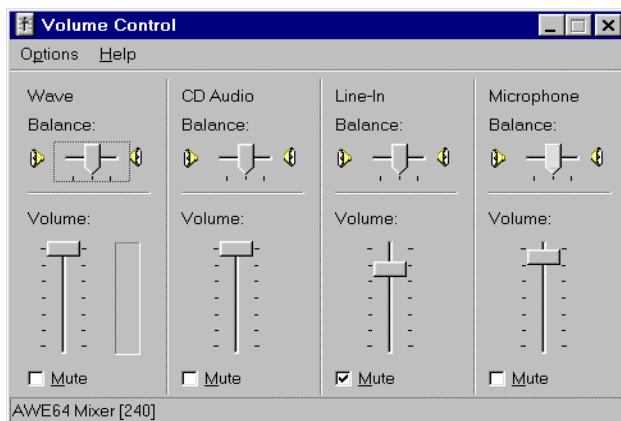 Volume Control
Options Help
Wave CD Audio Line-In Microphone
Balance: Balance: Balance: Balance:
Volume: Volume: Volume: Volume:
Mute Mute Mute Mute
AWE64 Mixer [240]